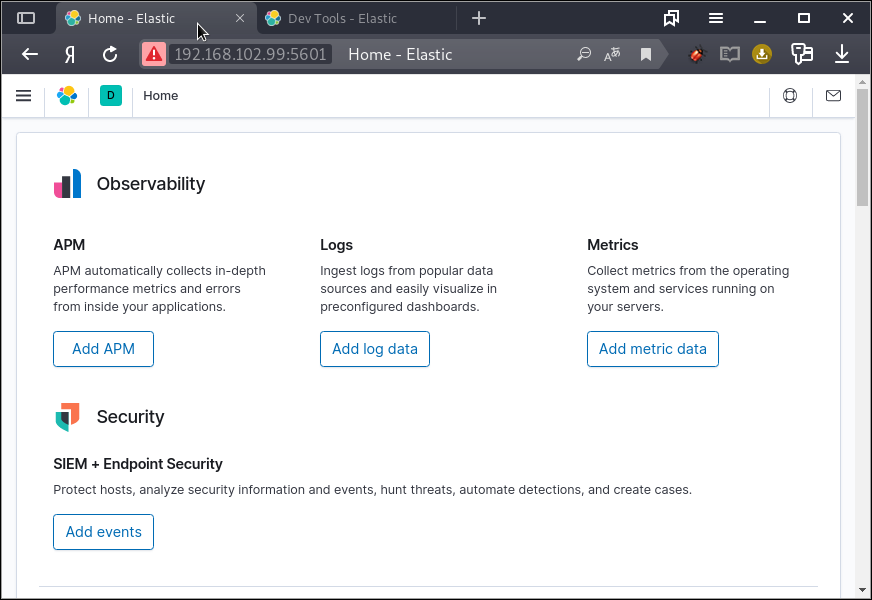 Home - Elastic
Dev Tools - Elastic
Я
192.168.102.99:5601 Home - Elastic
D Home
Observability
APM
APM automatically collects in-depth
performance metrics and errors
from inside your applications.
Add APM
Logs
Ingest logs from popular data
sources and easily visualize in
preconfigured dashboards.
Add log data
Metrics
Collect metrics from the operating
system and services running on
your servers.
Add metric data
Security
SIEM + Endpoint Security
Protect hosts, analyze security information and events, hunt threats, automate detections, and create cases.
Add events